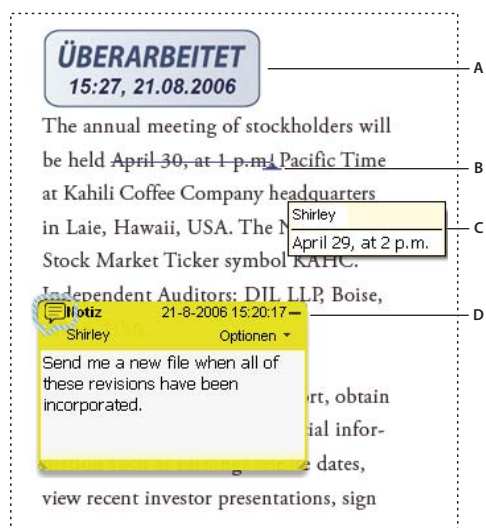 ÜBERARBEITET
15:27, 21.08.2006
A
The annual meeting of stockholders will
be held April 30, at 1 p.m. Pacific Time
B
at Kahili Coffee Company headquarters
Shirley
in Laie, Hawaii, USA. The N
C
April 29, at 2 p.m.
Stock Market Ticker symbol KAHC.
Independent Auditors: DJL LLP, Boise,
Notiz 21-8-2006 15:20:17
D
Shirley Optionen
Send me a new file when all of
these revisions have been
incorporated.
rt, obtain
ial infor-
dates,
view recent investor presentations, sign